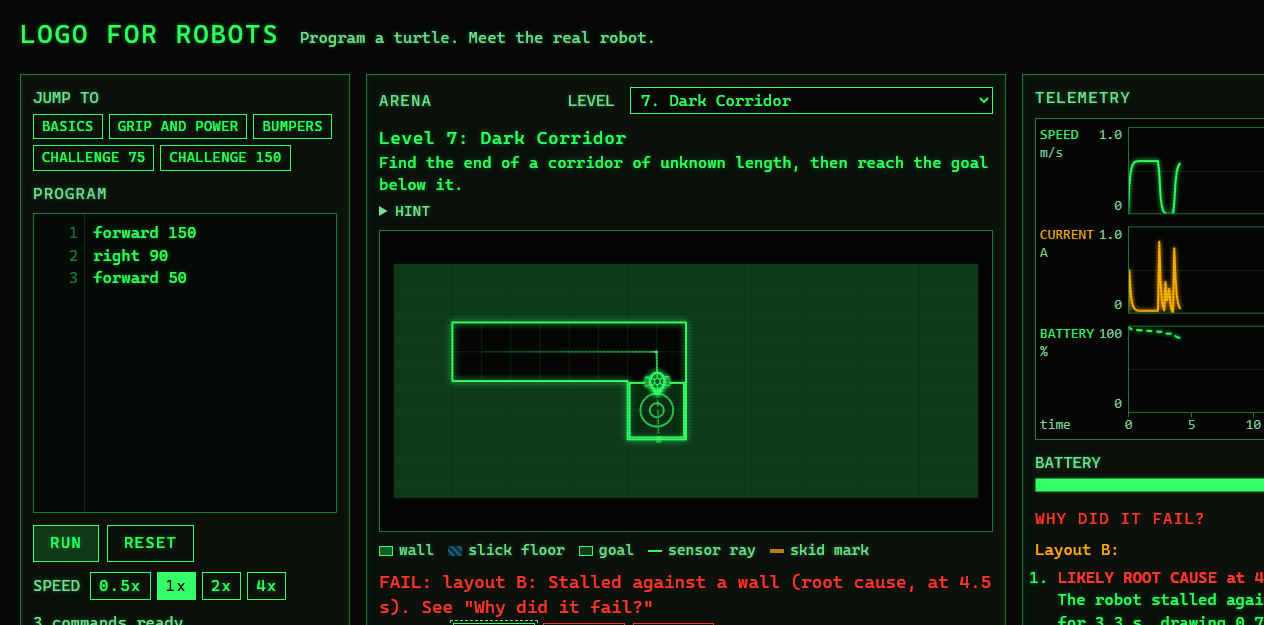 LOGO FOR ROBOTS Program a turtle. Meet the real robot.
JUMP TO
BASICS GRIP AND POWER BUMPERS
CHALLENGE 75 CHALLENGE 150
PROGRAM
1 forward 150
2 right 90
3 forward 50
RUN RESET
SPEED 0.5x 1x 2x 4x
3 commands ready
ARENA LEVEL 7. Dark Corridor
Level 7: Dark Corridor
Find the end of a corridor of unknown length, then reach the goal
below it.
HINT
wall slick floor goal sensor ray skid mark
FAIL: layout B: Stalled against a wall (root cause, at 4.5
s). See "Why did it fail?"
TELEMETRY
SPEED 1.0
m/s
0
CURRENT 1.0
A
0
BATTERY 100
%
0
time 0 5 10
BATTERY
WHY DID IT FAIL?
Layout B:
1. LIKELY ROOT CAUSE at 4
The robot stalled agai
for 3.3 s, drawing 0.7